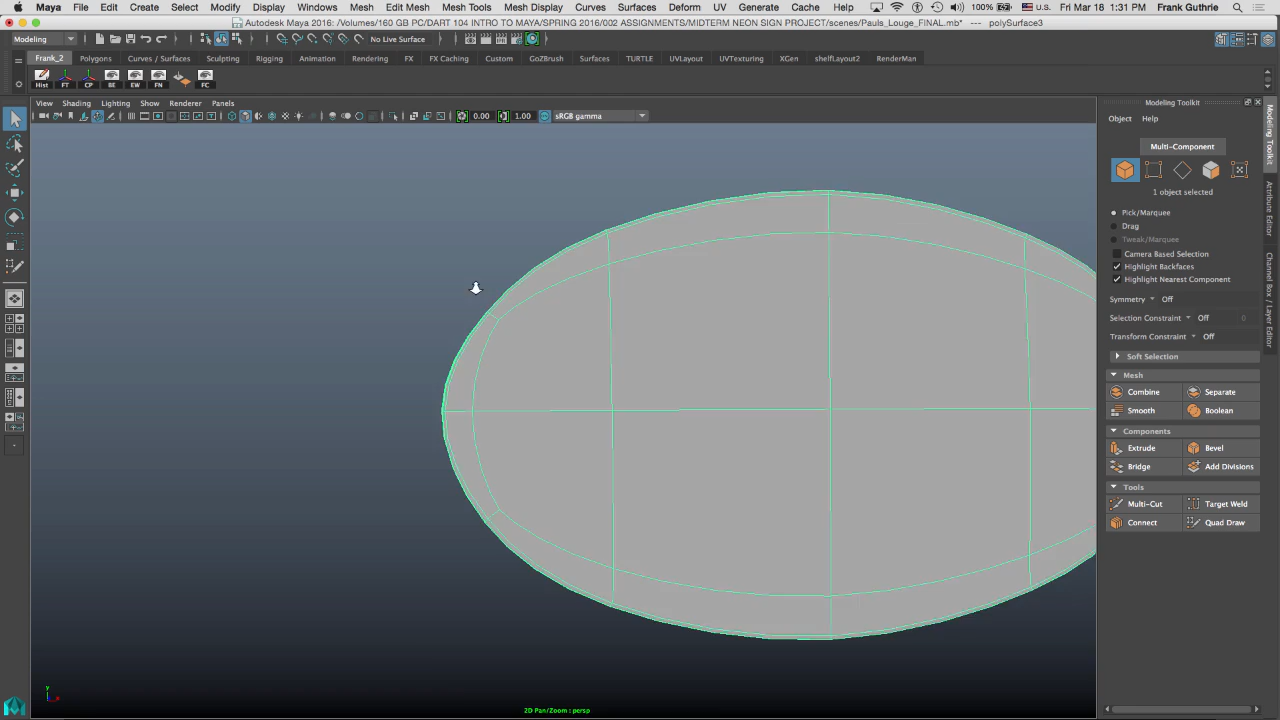 Maya File Edit Create Select Modify Display Windows Mesh Edit Mesh Mesh Tools Mesh Display Curves Surfaces Deform UV Generate Cache Help 100% U.S. Fri Mar 18 1:31 PM Frank Guthrie
Autodesk Maya 2016: /Volumes/160 GB PC/DART 104 INTRO TO MAYA/SPRING 2016/002 ASSIGNMENTS/MIDTERM NEON SIGN PROJECT/scenes/Pauls_Louge_FINAL.mb* --- polySurface3
Modeling No Live Surface
Frank_2 Polygons Curves / Surfaces Sculpting Rigging Animation Rendering FX FX Caching Custom GoZBrush Surfaces TURTLE UVLayout UVTexturing XGen shelfLayout2 RenderMan
Hist FT CP BE EW FN FC
View Shading Lighting Show Renderer Panels
0.00 1.00 sRGB gamma
Modeling Toolkit
Object Help
Multi-Component
1 object selected
Pick/Marquee
Drag
Tweak/Marquee
Camera Based Selection
Highlight Backfaces
Highlight Nearest Component
Symmetry Off
Selection Constraint Off 0
Transform Constraint Off
Soft Selection
Mesh
Combine Separate
Smooth Boolean
Components
Extrude Bevel
Bridge Add Divisions
Tools
Multi-Cut Target Weld
Connect Quad Draw
Modeling Toolkit
Attribute Editor
Channel Box / Layer Editor
y
x
2D Pan/Zoom : persp